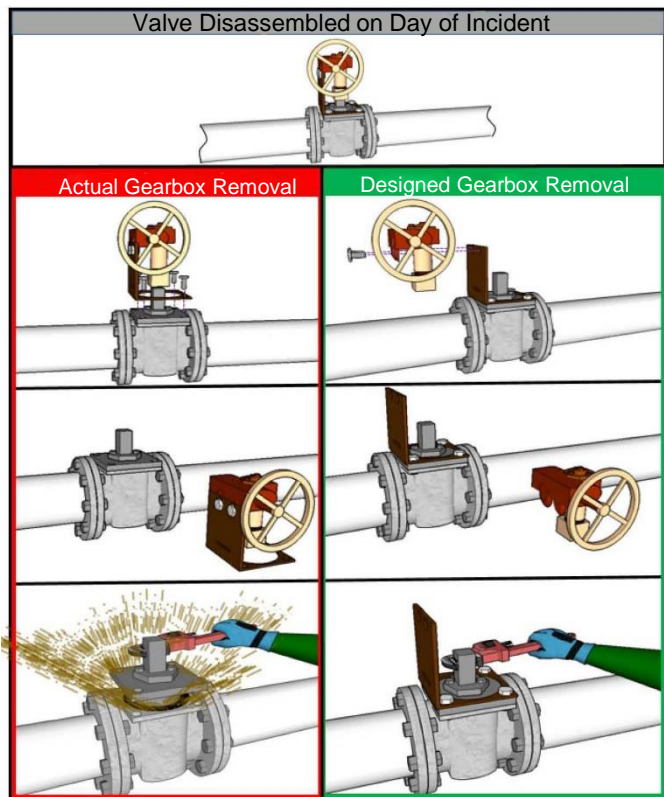 Valve Disassembled on Day of Incident
Actual Gearbox Removal
Designed Gearbox Removal